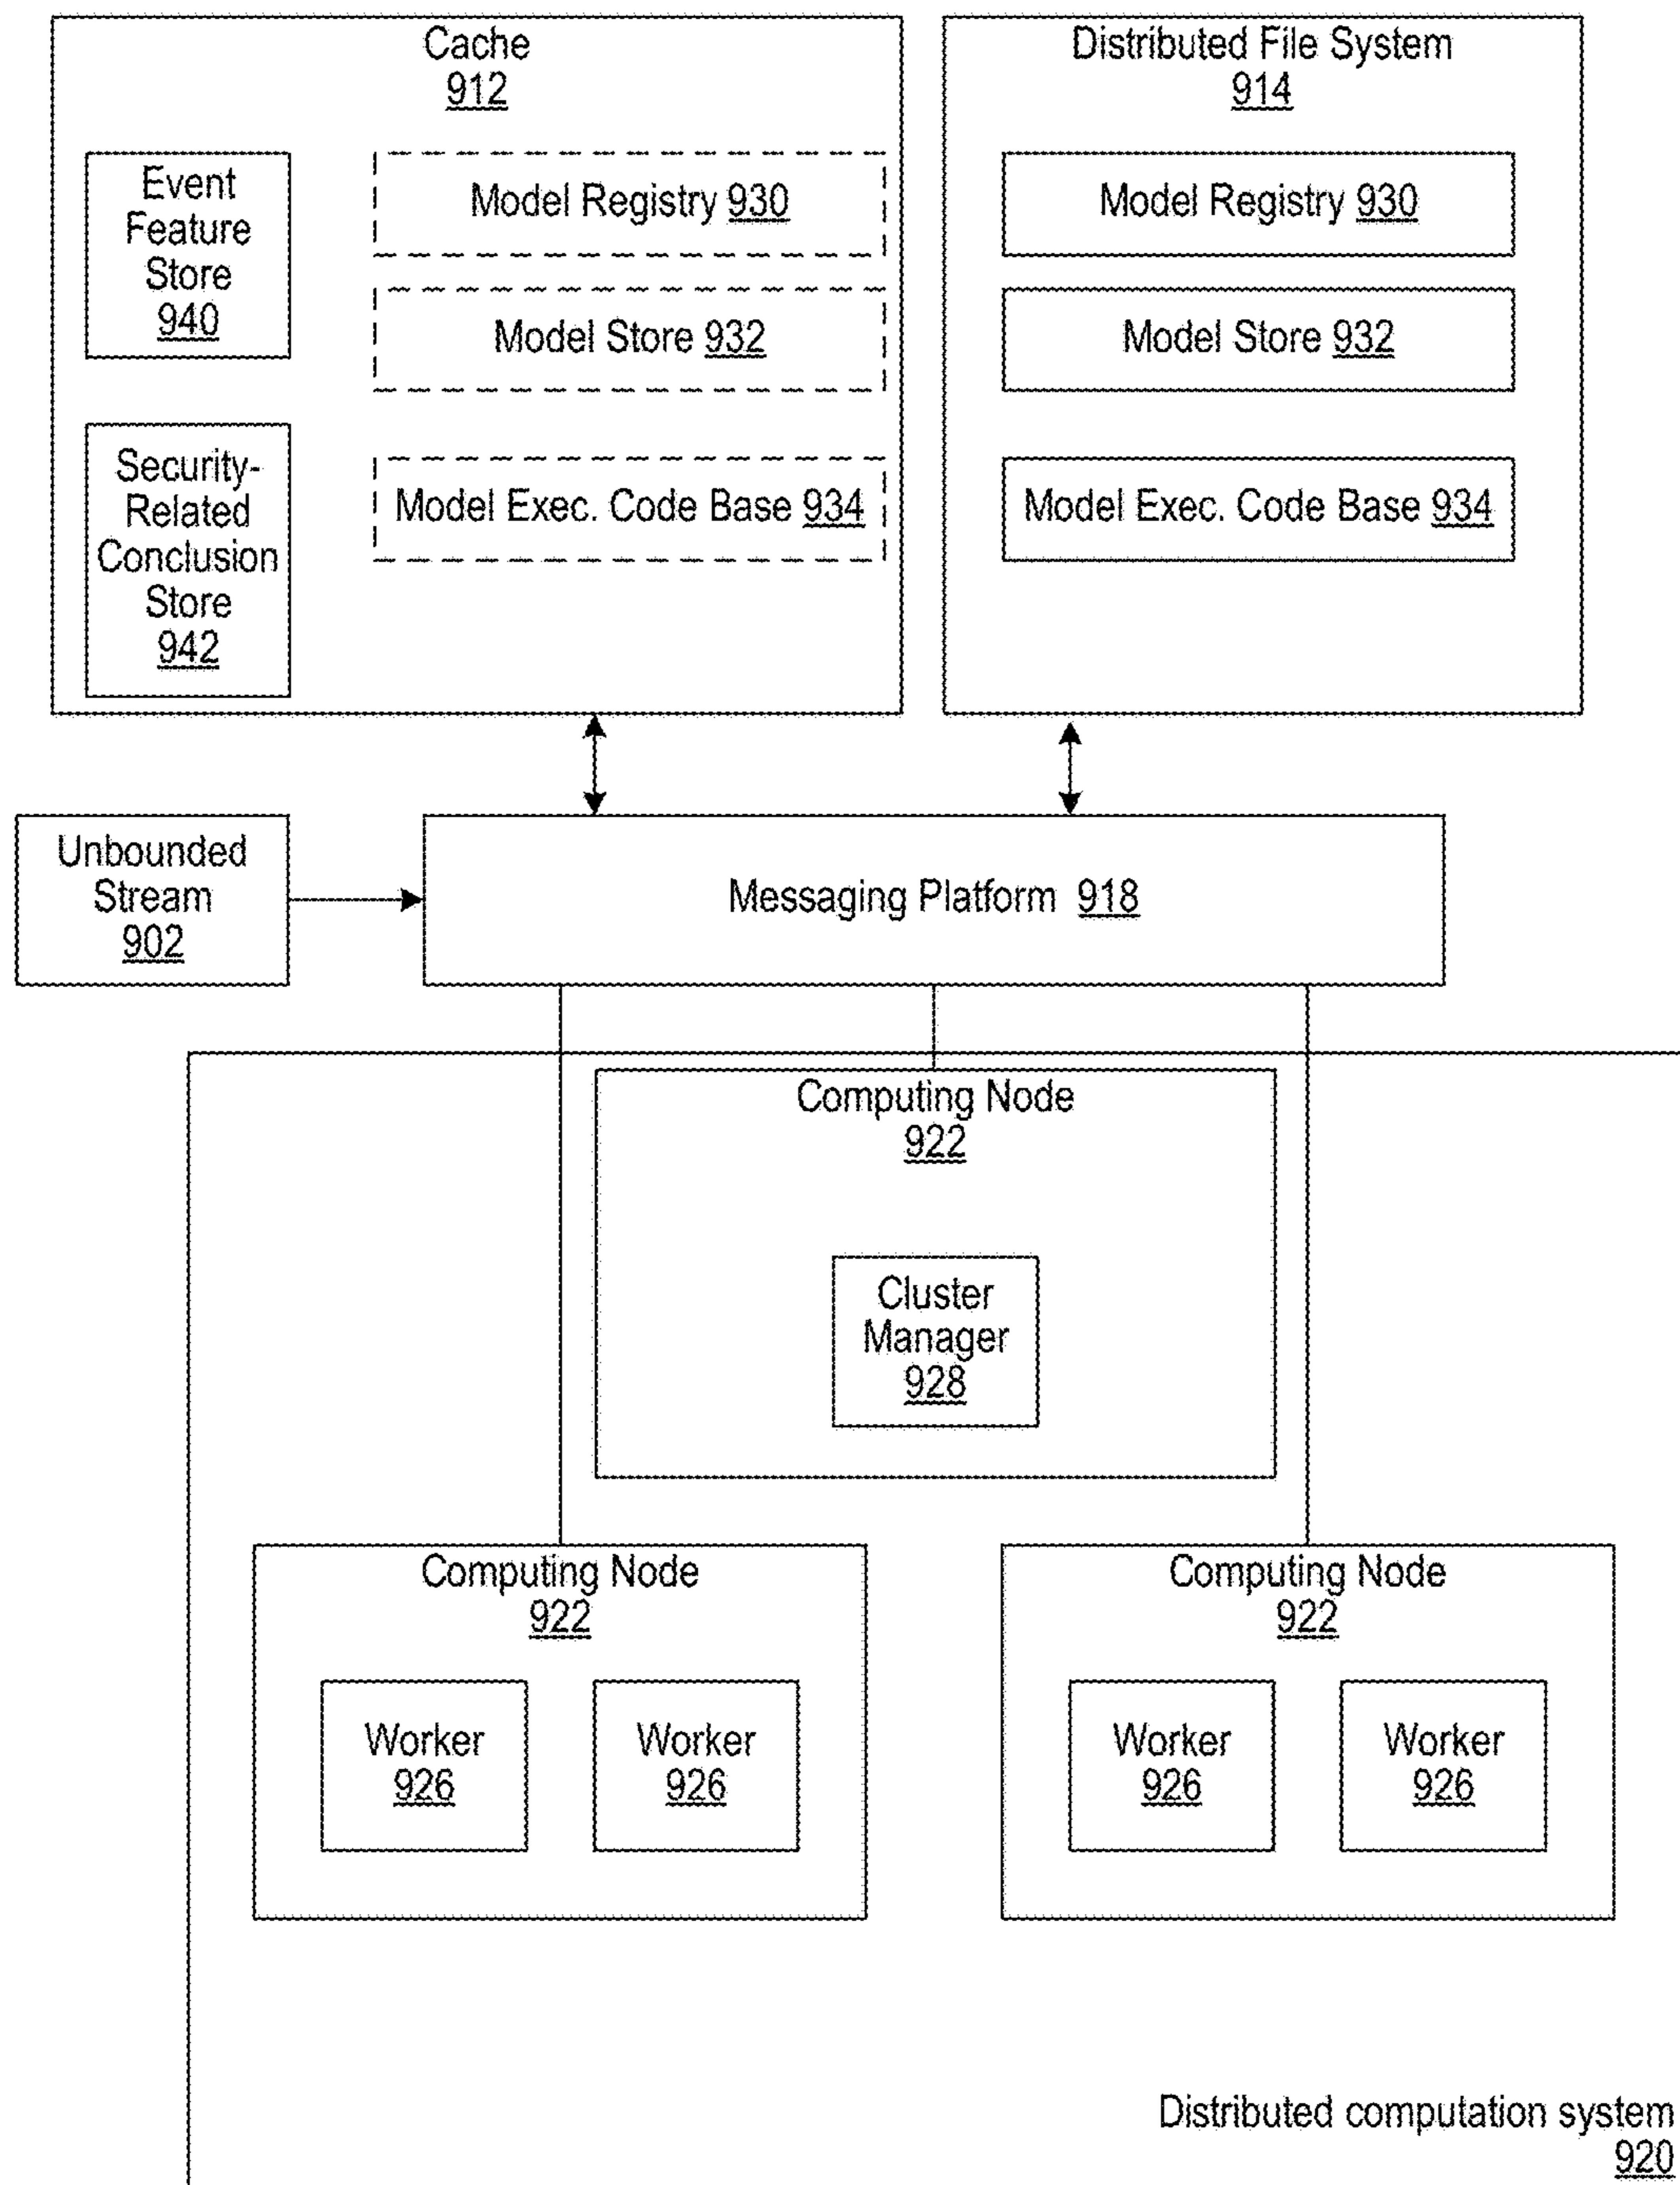 Cache
912
Event
Feature
Store
940
Model Registry 930
Model Store 932
Security-
Related
Conclusion
Store
942
Model Exec. Code Base 934
Distributed File System
914
Model Registry 930
Model Store 932
Model Exec. Code Base 934
Unbounded
Stream
902
Messaging Platform 918
Computing Node
922
Cluster
Manager
928
Computing Node
922
Worker
926
Worker
926
Computing Node
922
Worker
926
Worker
926
Distributed computation system
920